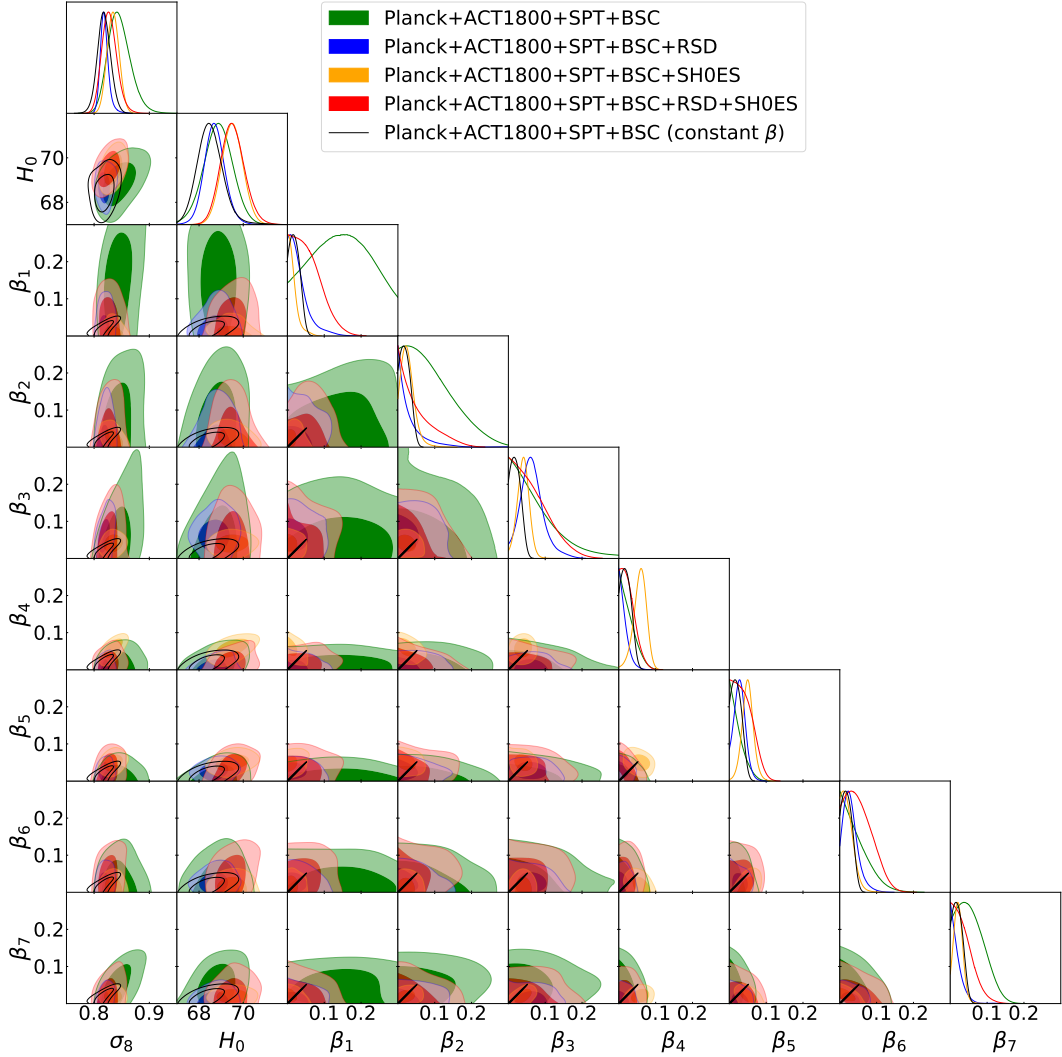 Planck+ACT1800+SPT+BSC
Planck+ACT1800+SPT+BSC+RSD
Planck+ACT1800+SPT+BSC+SH0ES
Planck+ACT1800+SPT+BSC+RSD+SH0ES
Planck+ACT1800+SPT+BSC (constant β)
H₀
70
68
β₁
0.2
0.1
β₂
0.2
0.1
β₃
0.2
0.1
β₄
0.2
0.1
β₅
0.2
0.1
β₆
0.2
0.1
β₇
0.2
0.1
0.8 0.9 68 70 0.1 0.2 0.1 0.2 0.1 0.2 0.1 0.2 0.1 0.2 0.1 0.2 0.1 0.2
σ₈ H₀ β₁ β₂ β₃ β₄ β₅ β₆ β₇